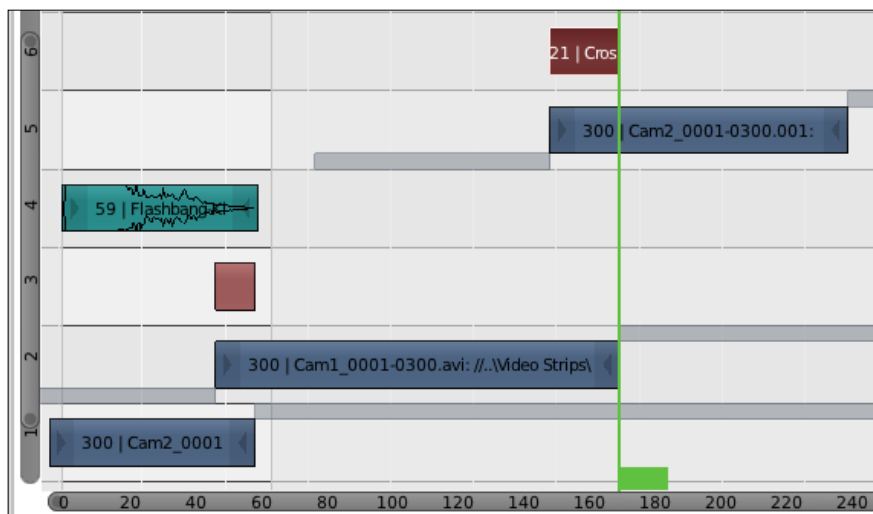 6
21 | Cros
5
300 | Cam2_0001-0300.001:
4
59 | Flashbang
3
2
300 | Cam1_0001-0300.avi: //..\Video Strips\
1
300 | Cam2_0001
0 20 40 60 80 100 120 140 160 180 200 220 240